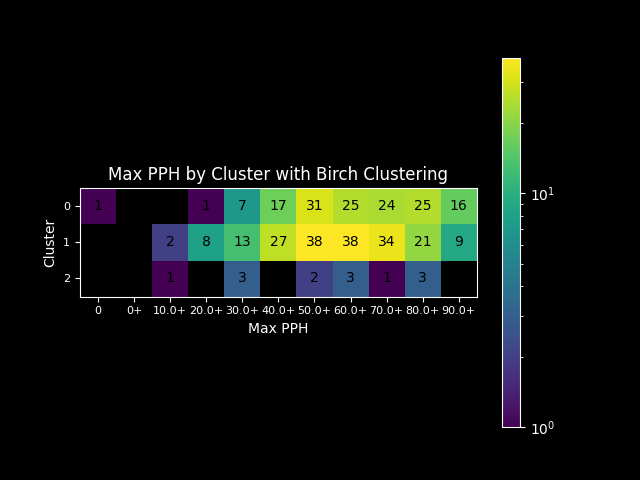 Max PPH by Cluster with Birch Clustering
Cluster
0 1 1 7 17 31 25 24 25 16
1 2 8 13 27 38 38 34 21 9
2 1 3 2 3 1 3
0 0+ 10.0+ 20.0+ 30.0+ 40.0+ 50.0+ 60.0+ 70.0+ 80.0+ 90.0+
Max PPH
10¹
10⁰